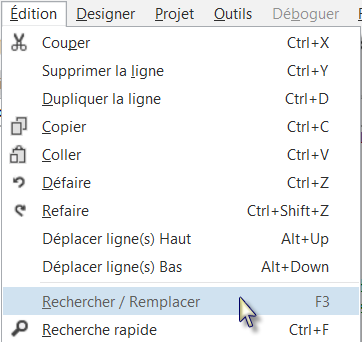 Édition Designer Projet Outils Déboguer
Couper Ctrl+X
Supprimer la ligne Ctrl+Y
Dupliquer la ligne Ctrl+D
Copier Ctrl+C
Coller Ctrl+V
Défaire Ctrl+Z
Refaire Ctrl+Shift+Z
Déplacer ligne(s) Haut Alt+Up
Déplacer ligne(s) Bas Alt+Down
Rechercher / Remplacer F3
Recherche rapide Ctrl+F